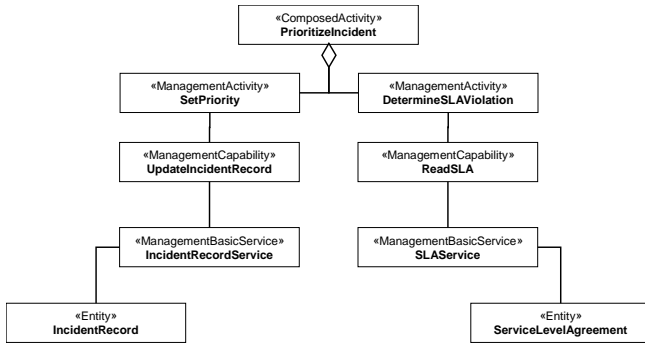 «ComposedActivity»
PrioritizeIncident
«ManagementActivity»
SetPriority
«ManagementActivity»
DetermineSLAViolation
«ManagementCapability»
UpdateIncidentRecord
«ManagementCapability»
ReadSLA
«ManagementBasicService»
IncidentRecordService
«ManagementBasicService»
SLAService
«Entity»
IncidentRecord
«Entity»
ServiceLevelAgreement